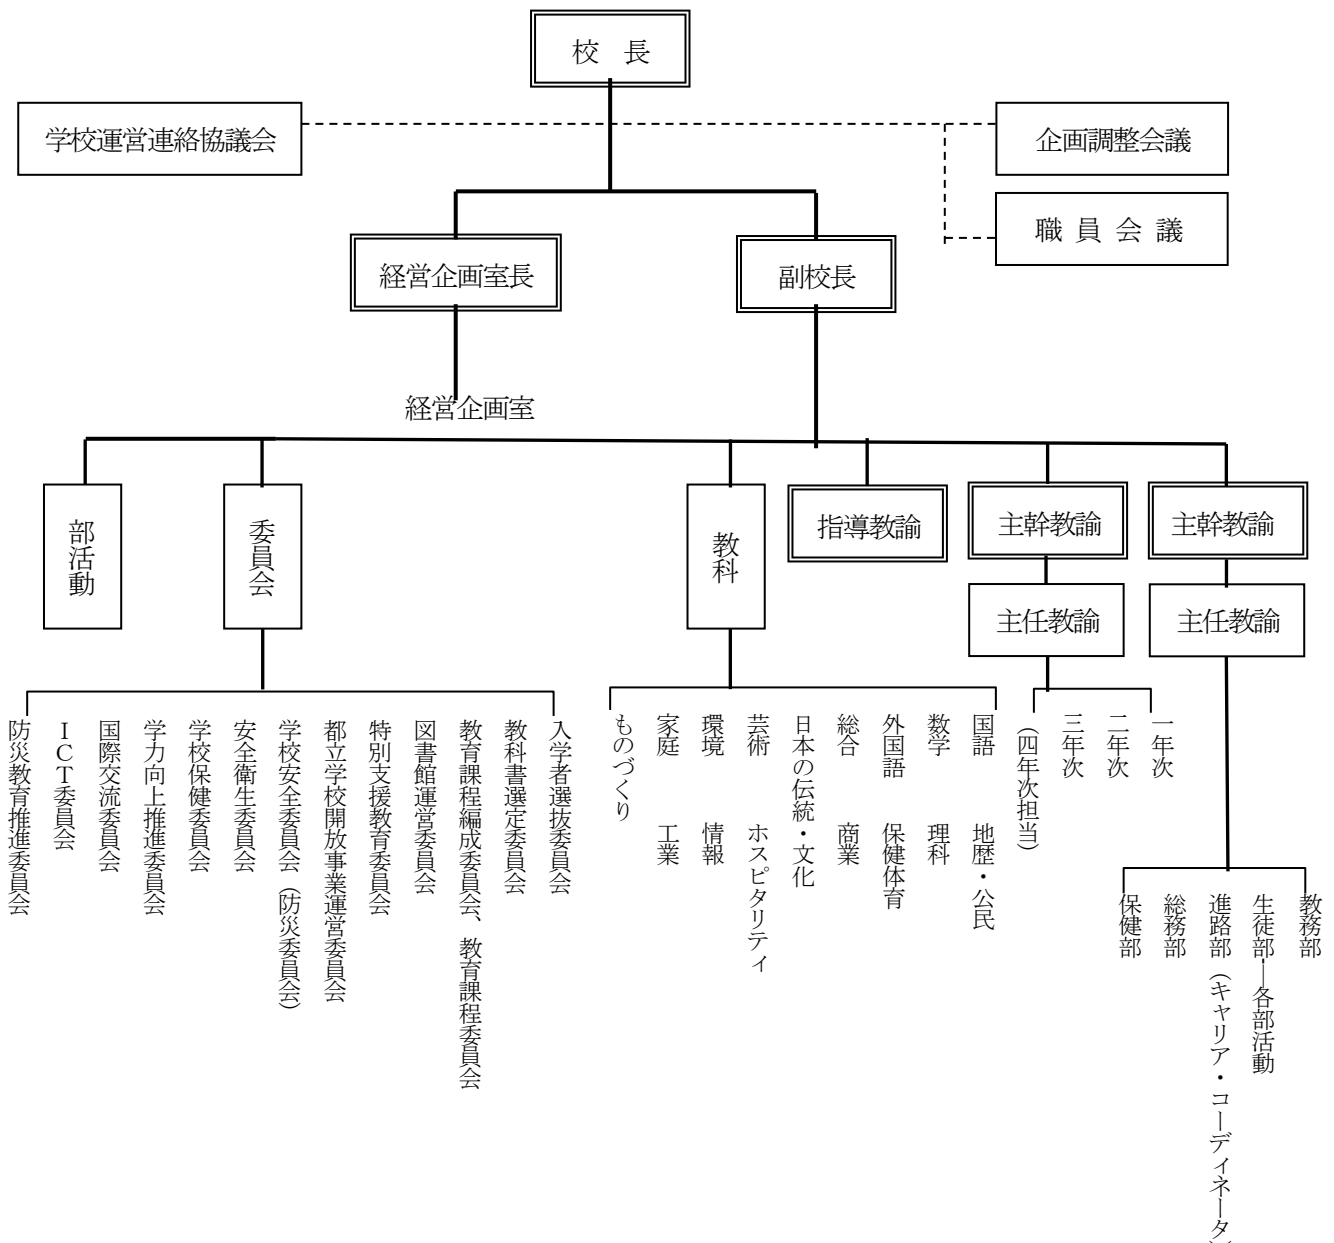 校　長
学校運営連絡協議会
企画調整会議
職 員 会 議
経営企画室長
副校長
経営企画室
部活動
委員会
教科
指導教諭
主幹教諭
主幹教諭
主任教諭
主任教諭
一年次
二年次
三年次
(四年次担当)
国語　地歴・公民
数学　理科
外国語　保健体育
総合　商業
日本の伝統・文化
芸術　ホスピタリティ
環境　情報
家庭　工業
ものづくり
入学者選抜委員会
教科書選定委員会
教育課程編成委員会、教育課程委員会
図書館運営委員会
特別支援教育委員会
都立学校開放事業運営委員会
学校安全委員会（防災委員会）
安全衛生委員会
学校保健委員会
学力向上推進委員会
国際交流委員会
ＩＣＴ委員会
防災教育推進委員会
教務部
生徒部―各部活動
進路部（キャリア・コーディネータ
総務部
保健部